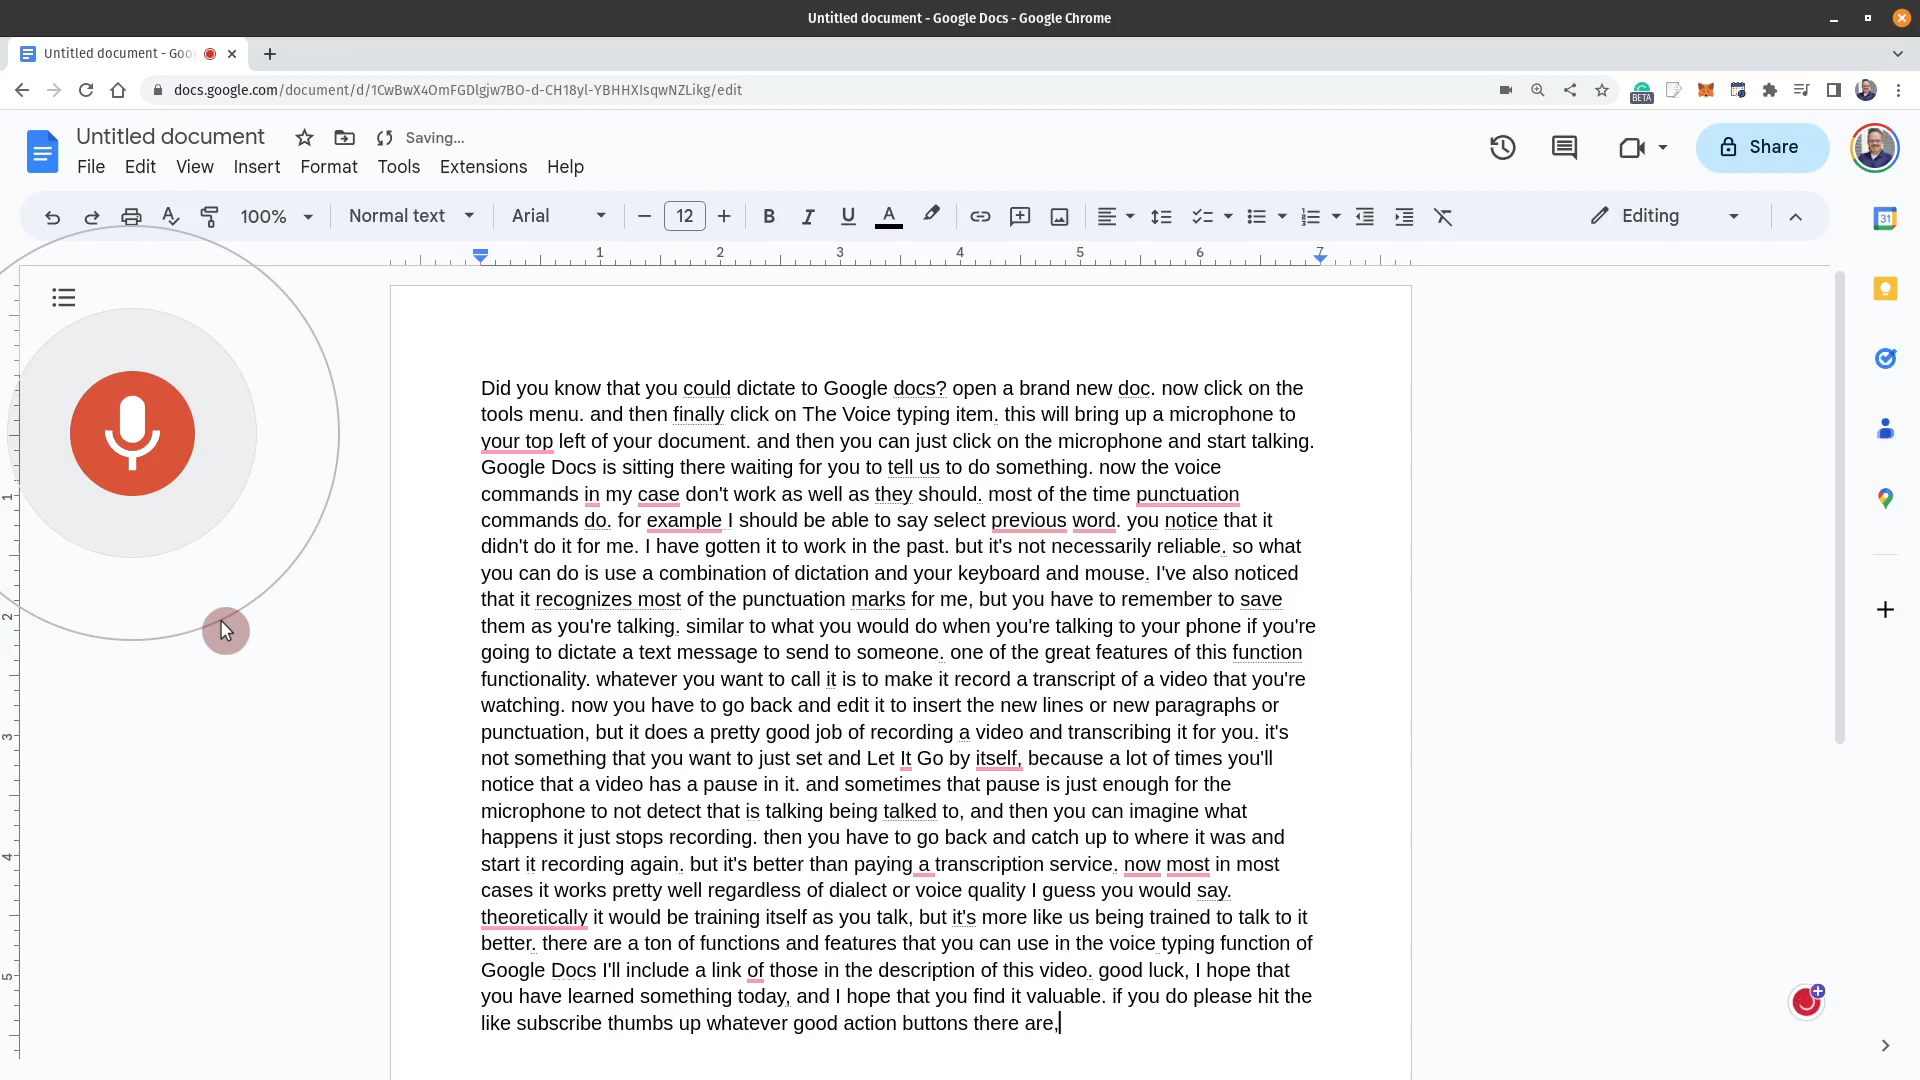 Untitled document - Google Docs - Google Chrome
Untitled document - Goo
docs.google.com/document/d/1CwBwX4OmFGDlgjw7BO-d-CH18yl-YBHHXIsqwNZLikg/edit
BETA
Untitled document
Saving...
File Edit View Insert Format Tools Extensions Help
Share
100% Normal text Arial 12 B I U A Editing
31
1 2 3 4 5 6 7
Did you know that you could dictate to Google docs? open a brand new doc. now click on the
tools menu. and then finally click on The Voice typing item. this will bring up a microphone to
your top left of your document. and then you can just click on the microphone and start talking.
Google Docs is sitting there waiting for you to tell us to do something. now the voice
commands in my case don't work as well as they should. most of the time punctuation
commands do. for example I should be able to say select previous word. you notice that it
didn't do it for me. I have gotten it to work in the past. but it's not necessarily reliable. so what
you can do is use a combination of dictation and your keyboard and mouse. I've also noticed
that it recognizes most of the punctuation marks for me, but you have to remember to save
them as you're talking. similar to what you would do when you're talking to your phone if you're
going to dictate a text message to send to someone. one of the great features of this function
functionality. whatever you want to call it is to make it record a transcript of a video that you're
watching. now you have to go back and edit it to insert the new lines or new paragraphs or
punctuation, but it does a pretty good job of recording a video and transcribing it for you. it's
not something that you want to just set and Let It Go by itself, because a lot of times you'll
notice that a video has a pause in it. and sometimes that pause is just enough for the
microphone to not detect that is talking being talked to, and then you can imagine what
happens it just stops recording. then you have to go back and catch up to where it was and
start it recording again. but it's better than paying a transcription service. now most in most
cases it works pretty well regardless of dialect or voice quality I guess you would say.
theoretically it would be training itself as you talk, but it's more like us being trained to talk to it
better. there are a ton of functions and features that you can use in the voice typing function of
Google Docs I'll include a link of those in the description of this video. good luck, I hope that
you have learned something today, and I hope that you find it valuable. if you do please hit the
like subscribe thumbs up whatever good action buttons there are,
1
2
3
4
5